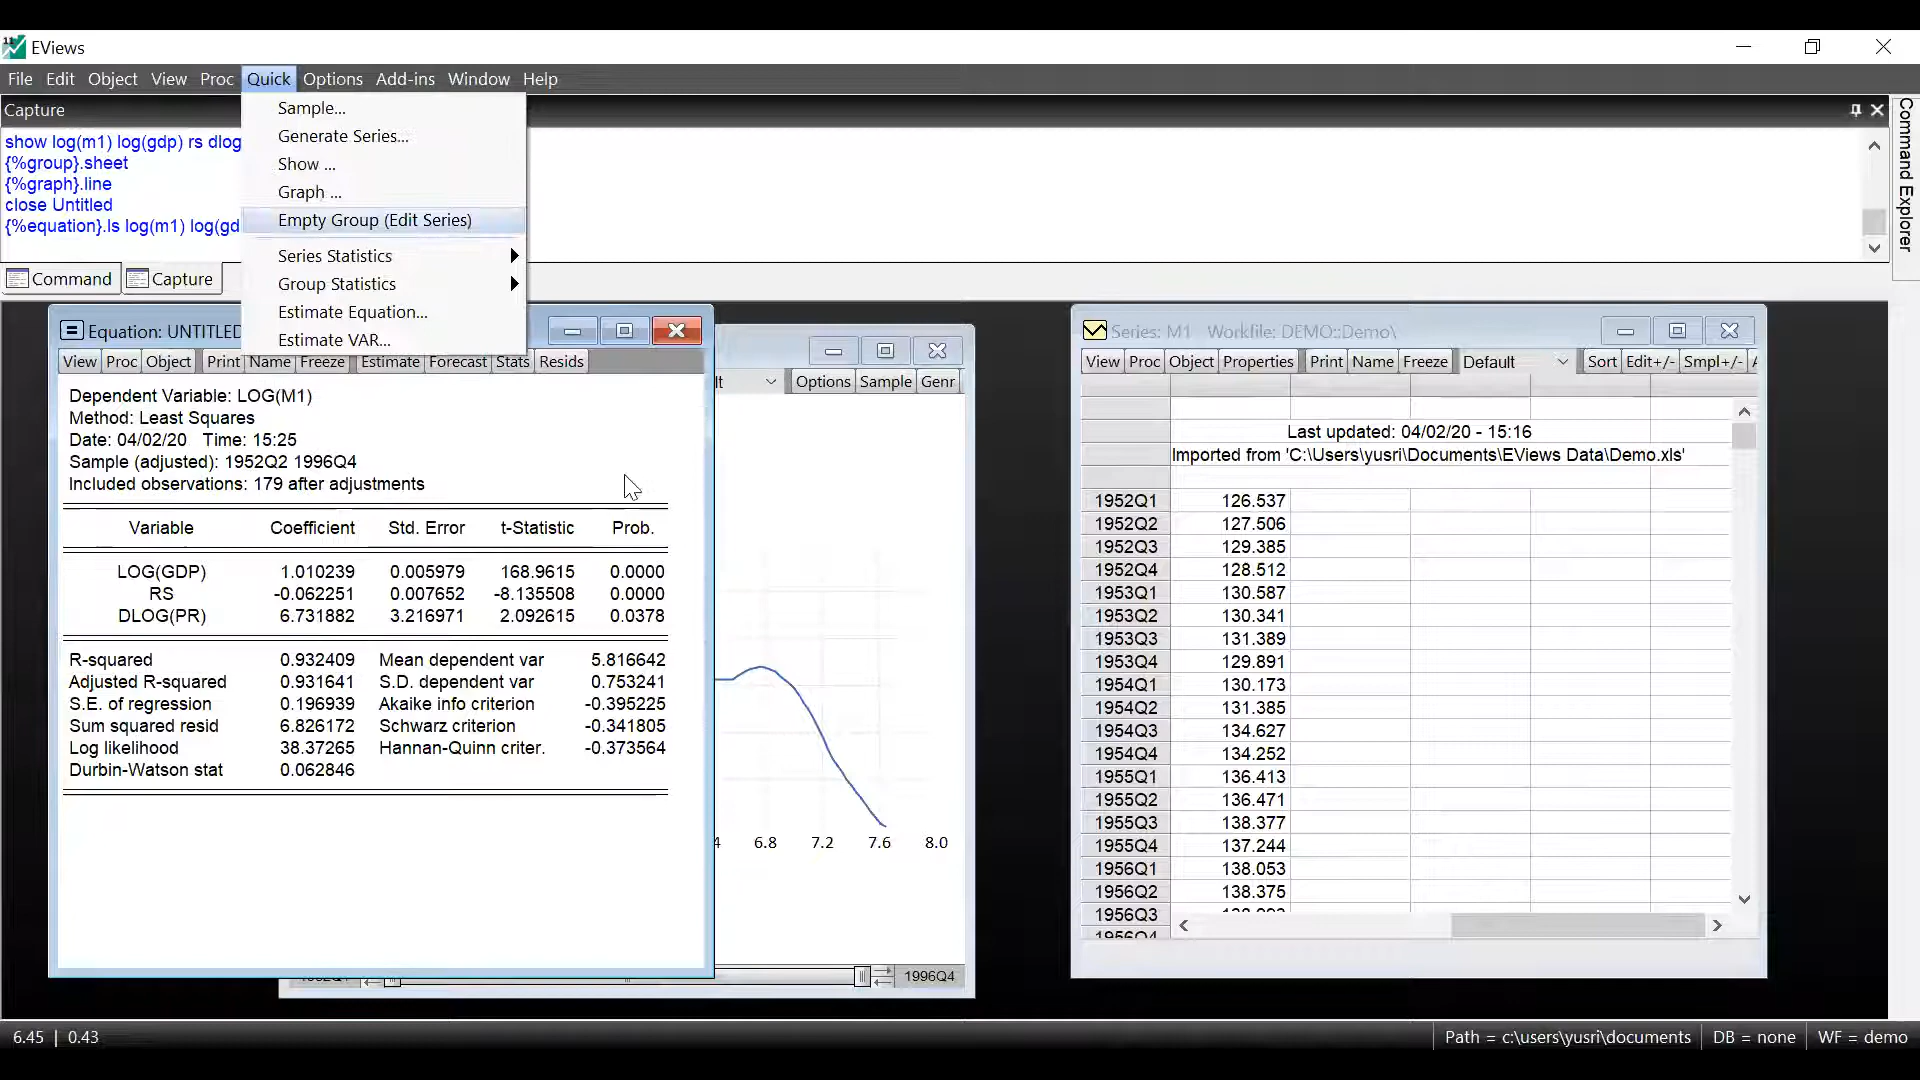 EViews
File Edit Object View Proc Quick Options Add-ins Window Help
Capture
Command Explorer
show log(m1) log(gdp) rs dlog
{%group}.sheet
{%graph}.line
close Untitled
{%equation}.ls log(m1) log(gd
Command Capture
Sample...
Generate Series...
Show ...
Graph ...
Empty Group (Edit Series)
Series Statistics
Group Statistics
Estimate Equation...
Estimate VAR...
Equation: UNTITLED
View Proc Object Print Name Freeze Estimate Forecast Stats Resids
Dependent Variable: LOG(M1)
Method: Least Squares
Date: 04/02/20 Time: 15:25
Sample (adjusted): 1952Q2 1996Q4
Included observations: 179 after adjustments
Variable Coefficient Std. Error t-Statistic Prob.
LOG(GDP) 1.010239 0.005979 168.9615 0.0000
RS -0.062251 0.007652 -8.135508 0.0000
DLOG(PR) 6.731882 3.216971 2.092615 0.0378
R-squared 0.932409 Mean dependent var 5.816642
Adjusted R-squared 0.931641 S.D. dependent var 0.753241
S.E. of regression 0.196939 Akaike info criterion -0.395225
Sum squared resid 6.826172 Schwarz criterion -0.341805
Log likelihood 38.37265 Hannan-Quinn criter. -0.373564
Durbin-Watson stat 0.062846
lt Options Sample Genr
4 6.8 7.2 7.6 8.0
1996Q4
Series: M1 Workfile: DEMO::Demo\
View Proc Object Properties Print Name Freeze Default Sort Edit+/- Smpl+/-
Last updated: 04/02/20 - 15:16
Imported from 'C:\Users\yusri\Documents\EViews Data\Demo.xls'
1952Q1 126.537
1952Q2 127.506
1952Q3 129.385
1952Q4 128.512
1953Q1 130.587
1953Q2 130.341
1953Q3 131.389
1953Q4 129.891
1954Q1 130.173
1954Q2 131.385
1954Q3 134.627
1954Q4 134.252
1955Q1 136.413
1955Q2 136.471
1955Q3 138.377
1955Q4 137.244
1956Q1 138.053
1956Q2 138.375
1956Q3
1956Q4
6.45 | 0.43
Path = c:\users\yusri\documents DB = none WF = demo